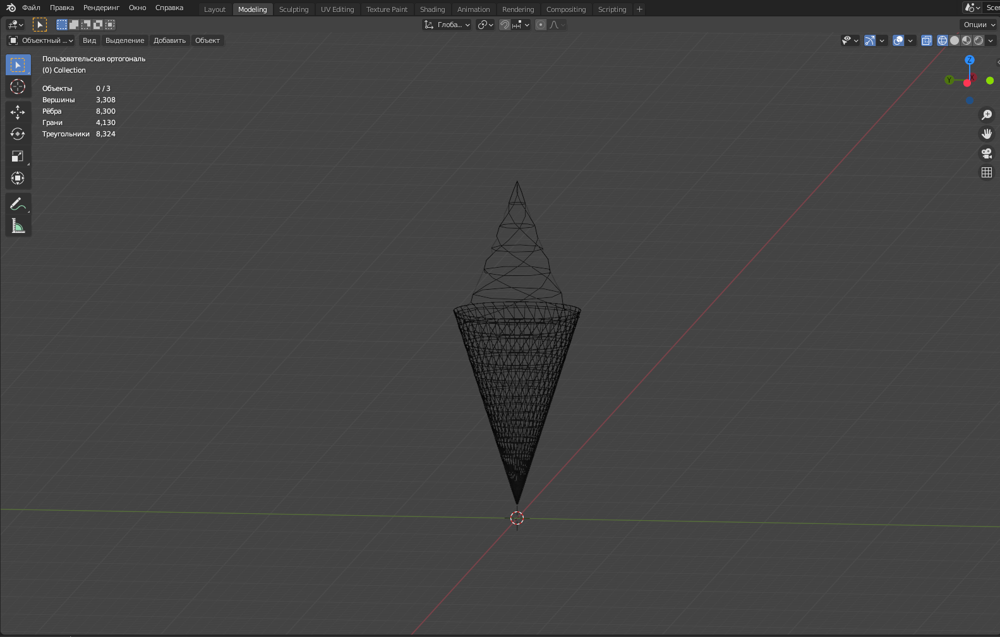 Файл Правка Рендеринг Окно Справка Layout Modeling Sculpting UV Editing Texture Paint Shading Animation Rendering Compositing Scripting + Scer
Глоба... Опции
Объектный ... Вид Выделение Добавить Объект
Пользовательская ортогональ
(0) Collection
Объекты 0 / 3
Вершины 3,308
Рёбра 8,300
Грани 4,130
Треугольники 8,324
Z
Y X